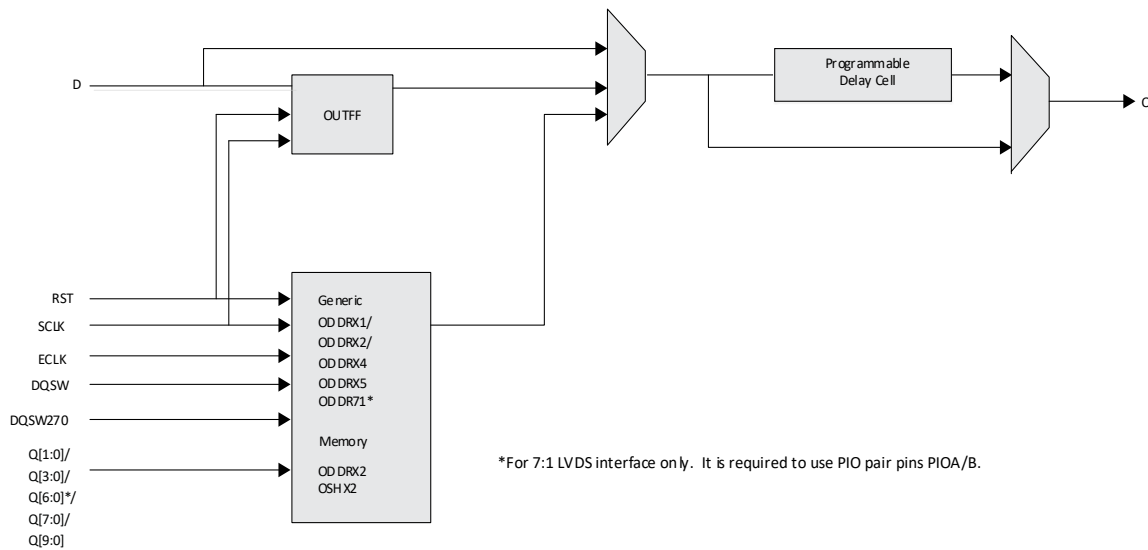 D
OUTFF
Programmable
Delay Cell
O
RST
SCLK
ECLK
DQSW
DQSW270
Q[1:0]/
Q[3:0]/
Q[6:0]*/
Q[7:0]/
Q[9:0]
Generic
ODDRX1/
ODDRX2/
ODDRX4
ODDRX5
ODDR71*
Memory
ODDRX2
OSHX2
*For 7:1 LVDS interface only.  It is required to use PIO pair pins PIOA/B.